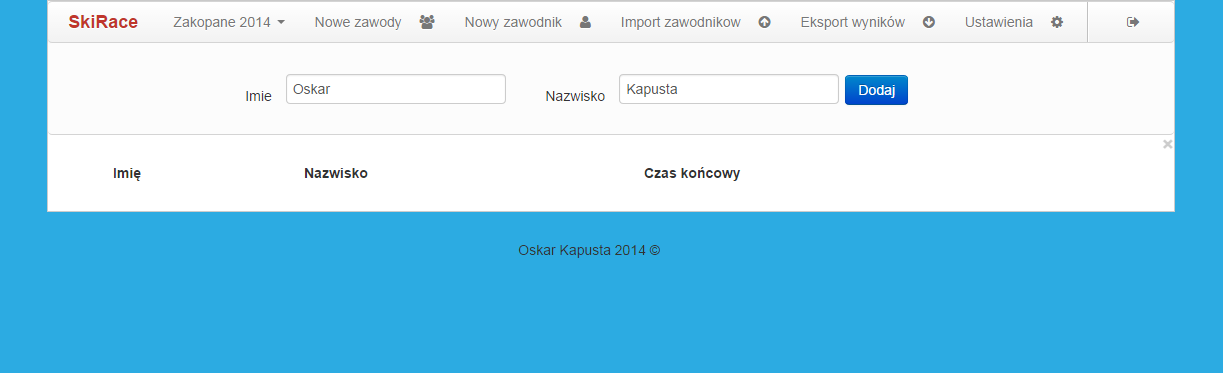 SkiRace Zakopane 2014 Nowe zawody Nowy zawodnik Import zawodnikow Eksport wyników Ustawienia
Imie Oskar Nazwisko Kapusta Dodaj
×
Imię Nazwisko Czas końcowy
Oskar Kapusta 2014 ©